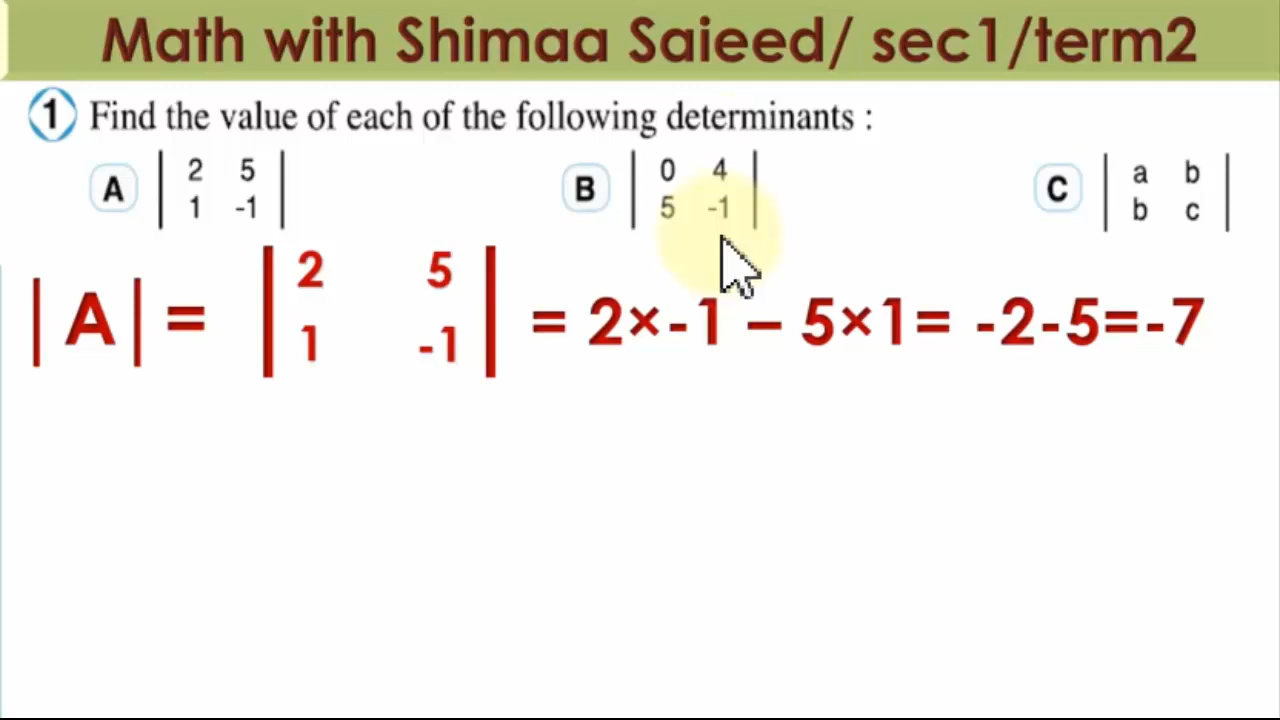 Math with Shimaa Saieed/ sec1/term2
1 Find the value of each of the following determinants :
A | 2 5 | B | 0 4 | C | a b |
| 1 -1 | | 5 -1 | | b c |
| A | = | 2 5 | = 2×-1 – 5×1= -2-5=-7
| 1 -1 |